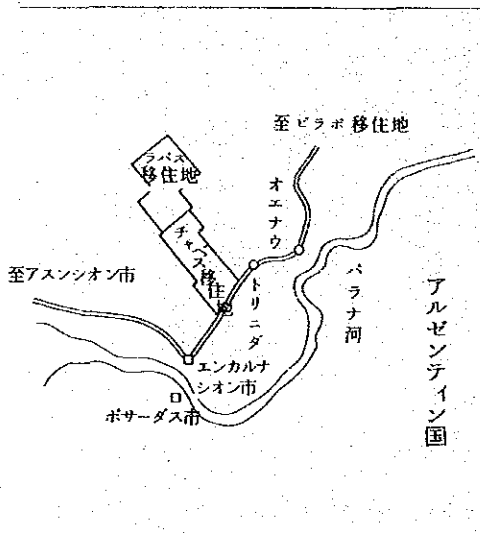 至ピラポ移住地
ラパス
移住地
オエナウ
チャベス移住地
トリニダ
パラナ河
アルゼンティン国
至アスンシオン市
エンカルナ
シオン市
ポサーダス市